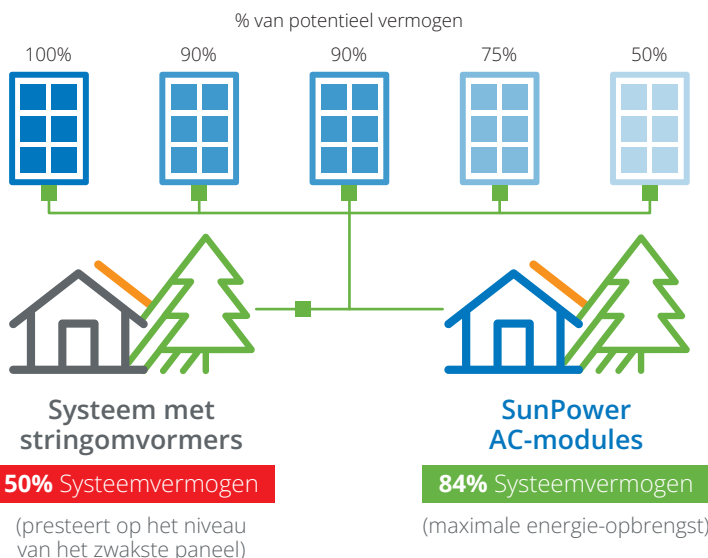 % van potentieel vermogen
100% 90% 90% 75% 50%
Systeem met
stringomvormers
50% Systeemvermogen
(presteert op het niveau
van het zwakste paneel)
SunPower
AC-modules
84% Systeemvermogen
(maximale energie-opbrengst)